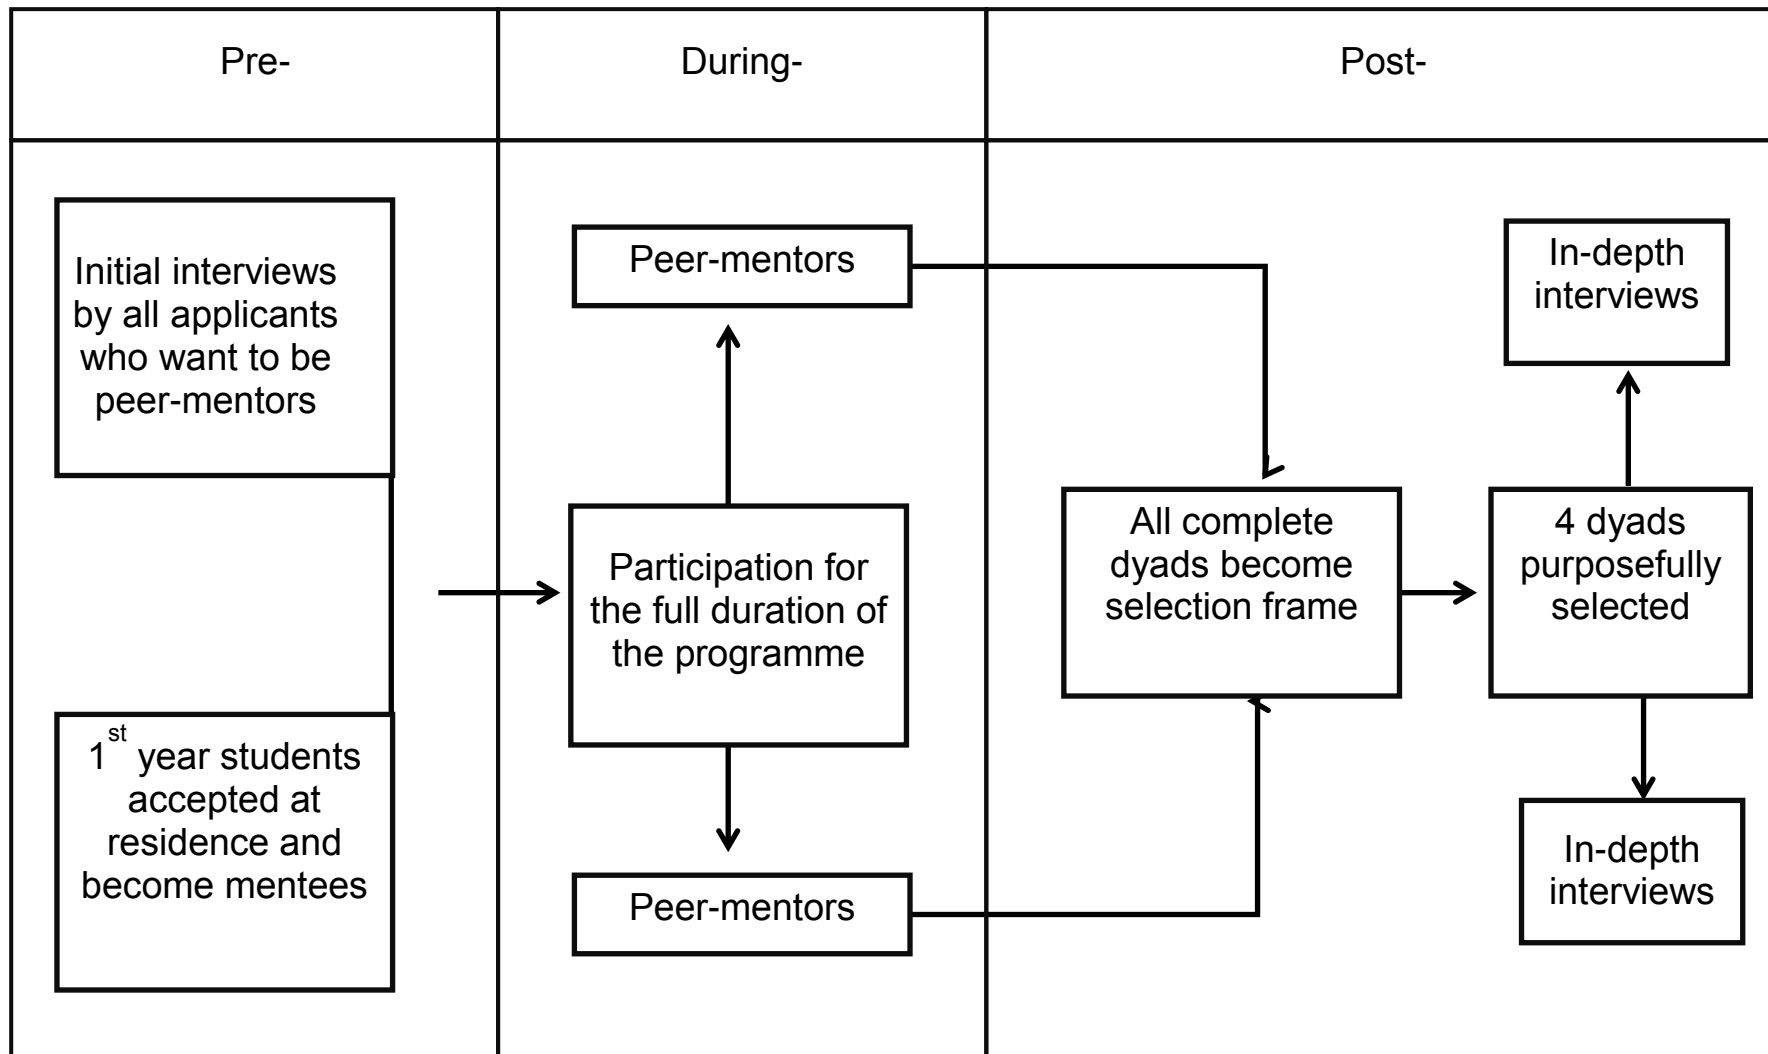 Pre-
During-
Post-
Initial interviews
by all applicants
who want to be
peer-mentors
1st year students
accepted at
residence and
become mentees
Peer-mentors
Participation for
the full duration of
the programme
Peer-mentors
All complete
dyads become
selection frame
In-depth
interviews
4 dyads
purposefully
selected
In-depth
interviews